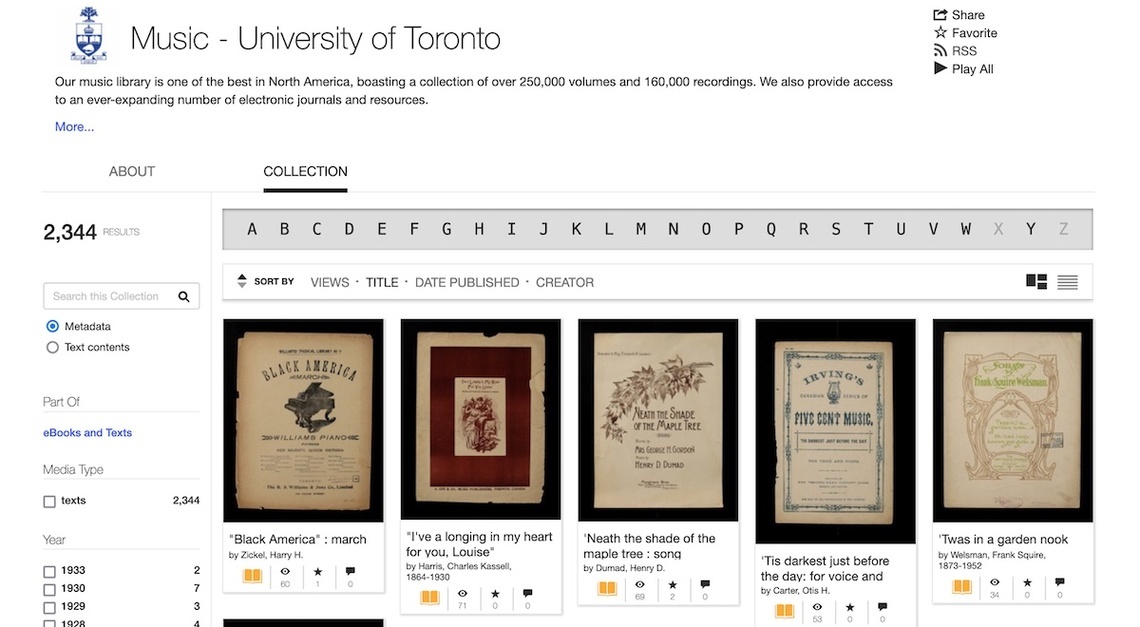 Music - University of Toronto
Share
Favorite
RSS
Play All
Our music library is one of the best in North America, boasting a collection of over 250,000 volumes and 160,000 recordings. We also provide access
to an ever-expanding number of electronic journals and resources.
More...
ABOUT
COLLECTION
2,344 RESULTS
A B C D E F G H I J K L M N O P Q R S T U V W X Y Z
SORT BY VIEWS · TITLE · DATE PUBLISHED · CREATOR
Search this Collection
Metadata
Text contents
Part Of
eBooks and Texts
Media Type
texts 2,344
Year
1933 2
1930 7
1929 3
1928 4
BLACK AMERICA
MARCH
WILLIAMS PIANO
"Black America" : march
by Zickel, Harry H.
60 1 0
"I've a longing in my heart
for you, Louise"
by Harris, Charles Kassell,
1864-1930
71 0 0
NEATH THE SHADE
OF THE MAPLE TREE
MRS GEORGE H. GORDON
HENRY D. DUMAD
'Neath the shade of the
maple tree : song
by Dumad, Henry D.
69 2 0
IRVING'S
FIVE CENT MUSIC,
'Tis darkest just before
the day: for voice and
by Carter, Otis H.
53 0 0
Frank Squire Welsman
'Twas in a garden nook
by Welsman, Frank Squire,
1873-1952
34 0 0